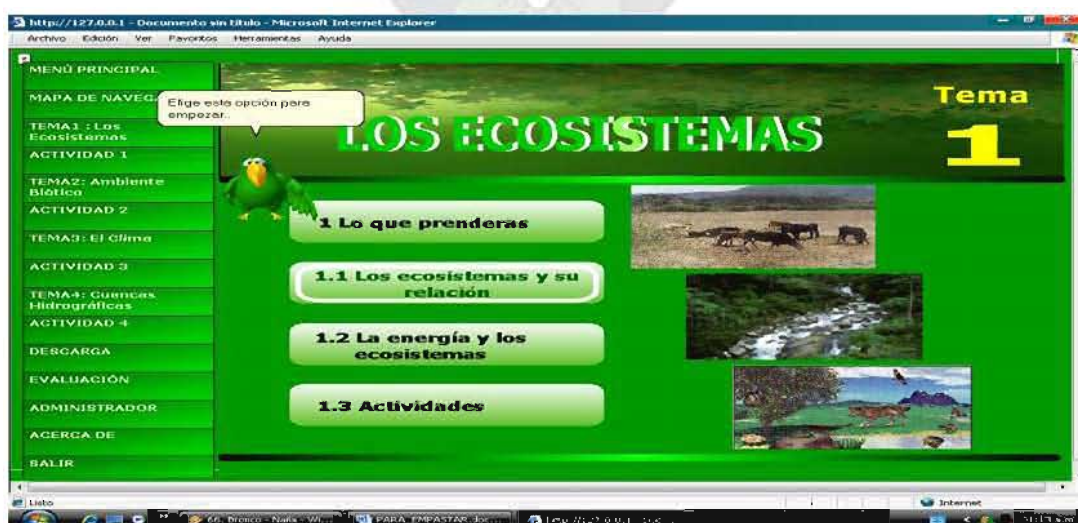 http://127.0.0.1 - Documento sin título - Microsoft Internet Explorer
Archivo Edición Ver Favoritos Herramientas Ayuda
MENÚ PRINCIPAL
MAPA DE
TEMA1 : Los
Ecosistemas
ACTIVIDAD 1
TEMA2: Ambiente
Biótico
ACTIVIDAD 2
TEMA3: El Clima
ACTIVIDAD 3
TEMA4: Cuencas
Hidrográficas
ACTIVIDAD 4
DESCARGA
EVALUACIÓN
ADMINISTRADOR
ACERCA DE
SALIR
Elige esta opción para
empezar..
LOS ECOSISTEMAS
Tema
1
1 Lo que prenderas
1.1 Los ecosistemas y su
relación
1.2 La energía y los
ecosistemas
1.3 Actividades
Listo
Internet
PARA EMPASTAR.doc...